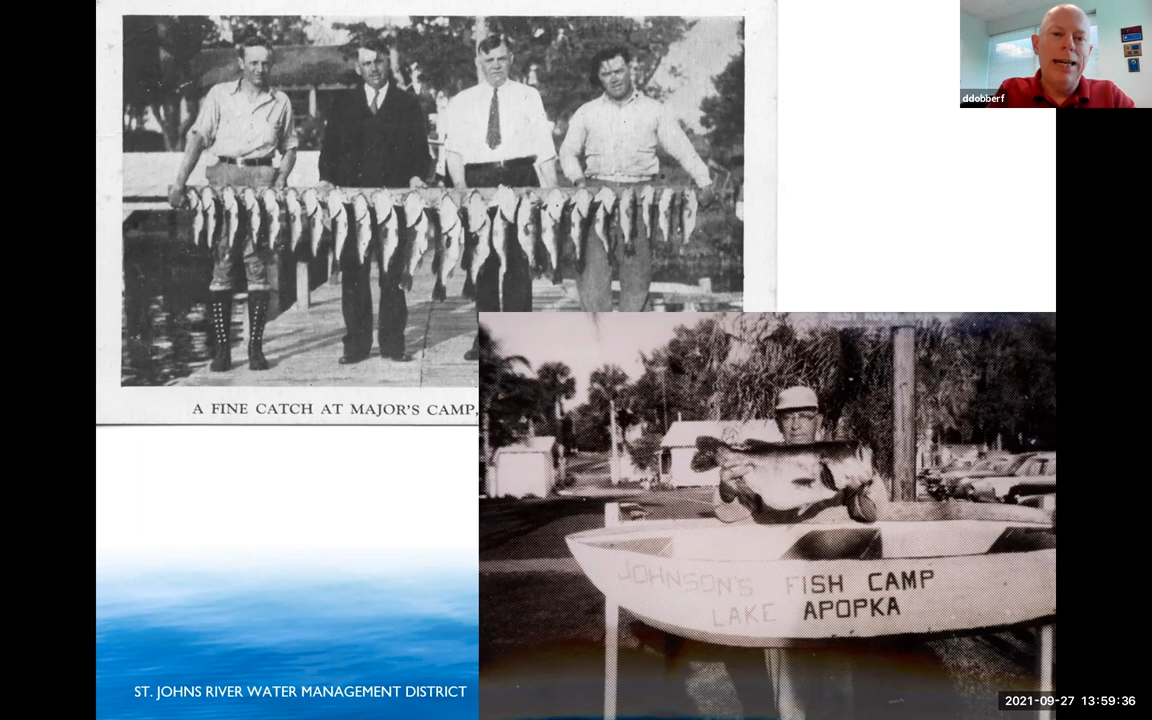 ddobberf
A FINE CATCH AT MAJOR'S CAMP,
JOHNSON'S FISH CAMP
LAKE APOPKA
ST. JOHNS RIVER WATER MANAGEMENT DISTRICT
2021-09-27 13:59:36